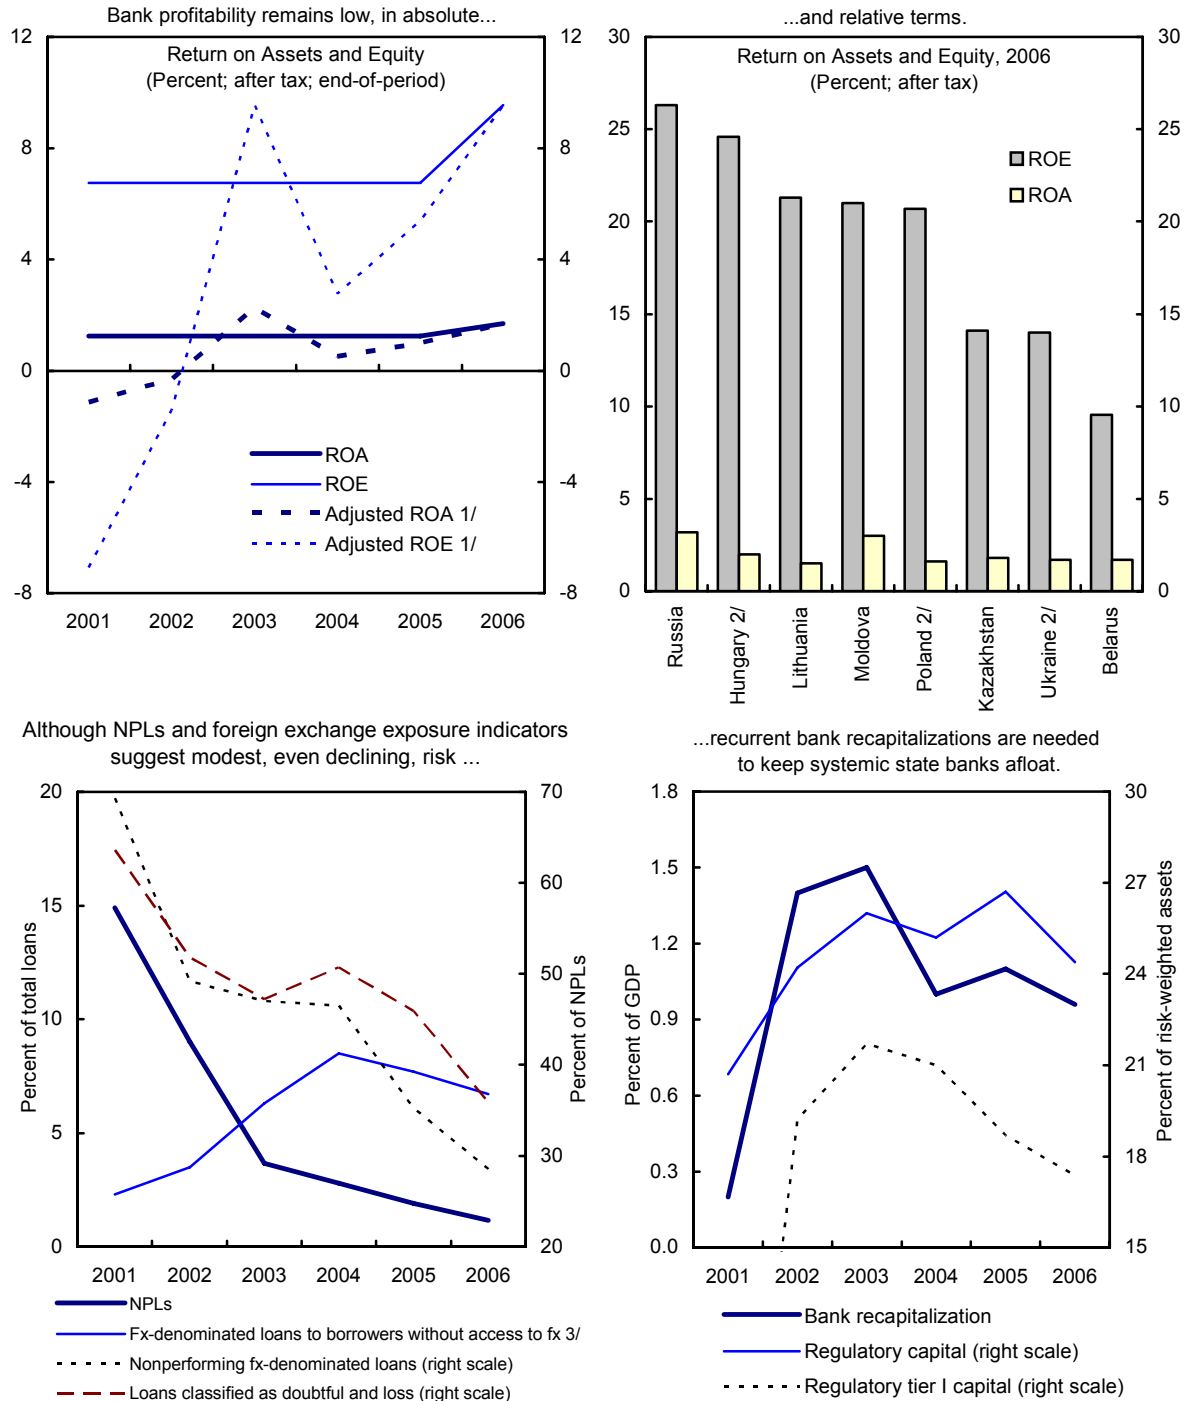 Bank profitability remains low, in absolute...
Return on Assets and Equity
(Percent; after tax; end-of-period)
12
8
4
0
-4
-8
12
8
4
0
-4
-8
ROA
ROE
Adjusted ROA 1/
Adjusted ROE 1/
2001 2002 2003 2004 2005 2006
...and relative terms.
Return on Assets and Equity, 2006
(Percent; after tax)
30
25
20
15
10
5
0
30
25
20
15
10
5
0
ROE
ROA
Russia
Hungary 2/
Lithuania
Moldova
Poland 2/
Kazakhstan
Ukraine 2/
Belarus
Although NPLs and foreign exchange exposure indicators
suggest modest, even declining, risk ...
20
15
10
5
0
Percent of total loans
70
60
50
40
30
20
Percent of NPLs
2001 2002 2003 2004 2005 2006
NPLs
Fx-denominated loans to borrowers without access to fx 3/
Nonperforming fx-denominated loans (right scale)
Loans classified as doubtful and loss (right scale)
...recurrent bank recapitalizations are needed
to keep systemic state banks afloat.
1.8
1.5
1.2
0.9
0.6
0.3
0.0
Percent of GDP
30
27
24
21
18
15
Percent of risk-weighted assets
2001 2002 2003 2004 2005 2006
Bank recapitalization
Regulatory capital (right scale)
Regulatory tier I capital (right scale)